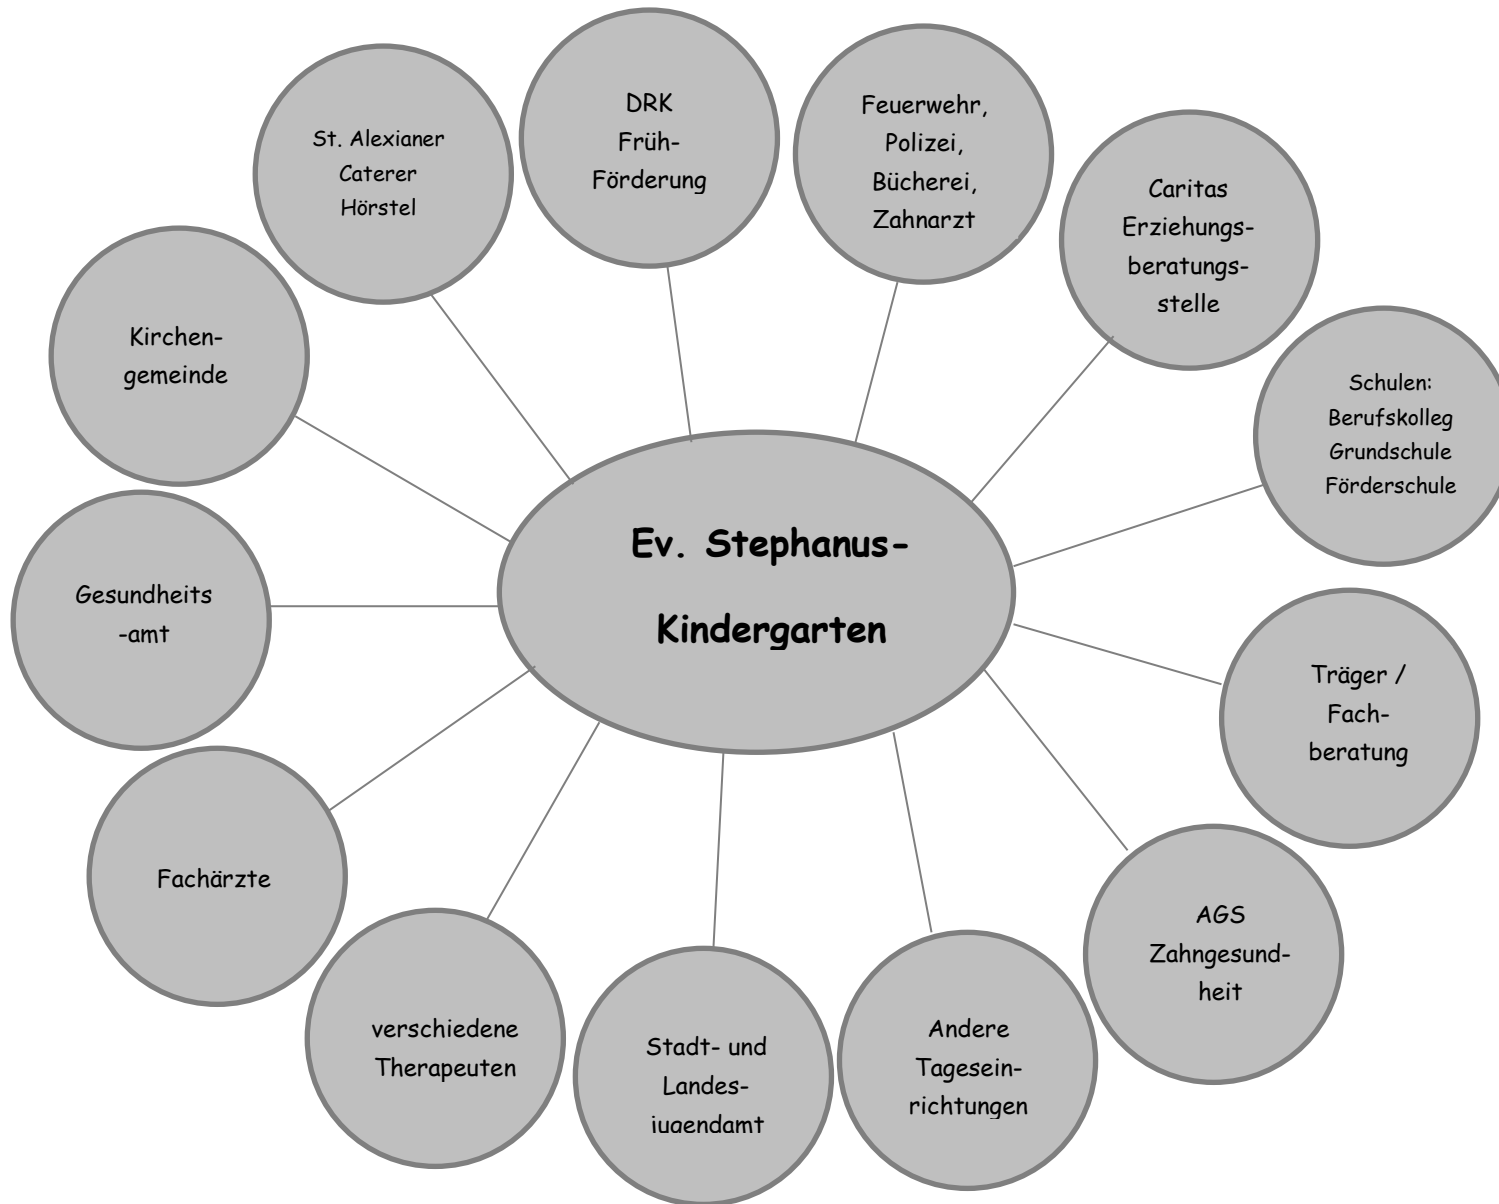 DRK
Früh-
Förderung
Feuerwehr,
Polizei,
Bücherei,
Zahnarzt
St. Alexianer
Caterer
Hörstel
Caritas
Erziehungs-
beratungs-
stelle
Kirchen-
gemeinde
Schulen:
Berufskolleg
Grundschule
Förderschule
Ev. Stephanus-
Kindergarten
Gesundheits
-amt
Träger /
Fach-
beratung
Fachärzte
AGS
Zahngesund-
heit
verschiedene
Therapeuten
Stadt- und
Landes-
jugendamt
Andere
Tagesein-
richtungen